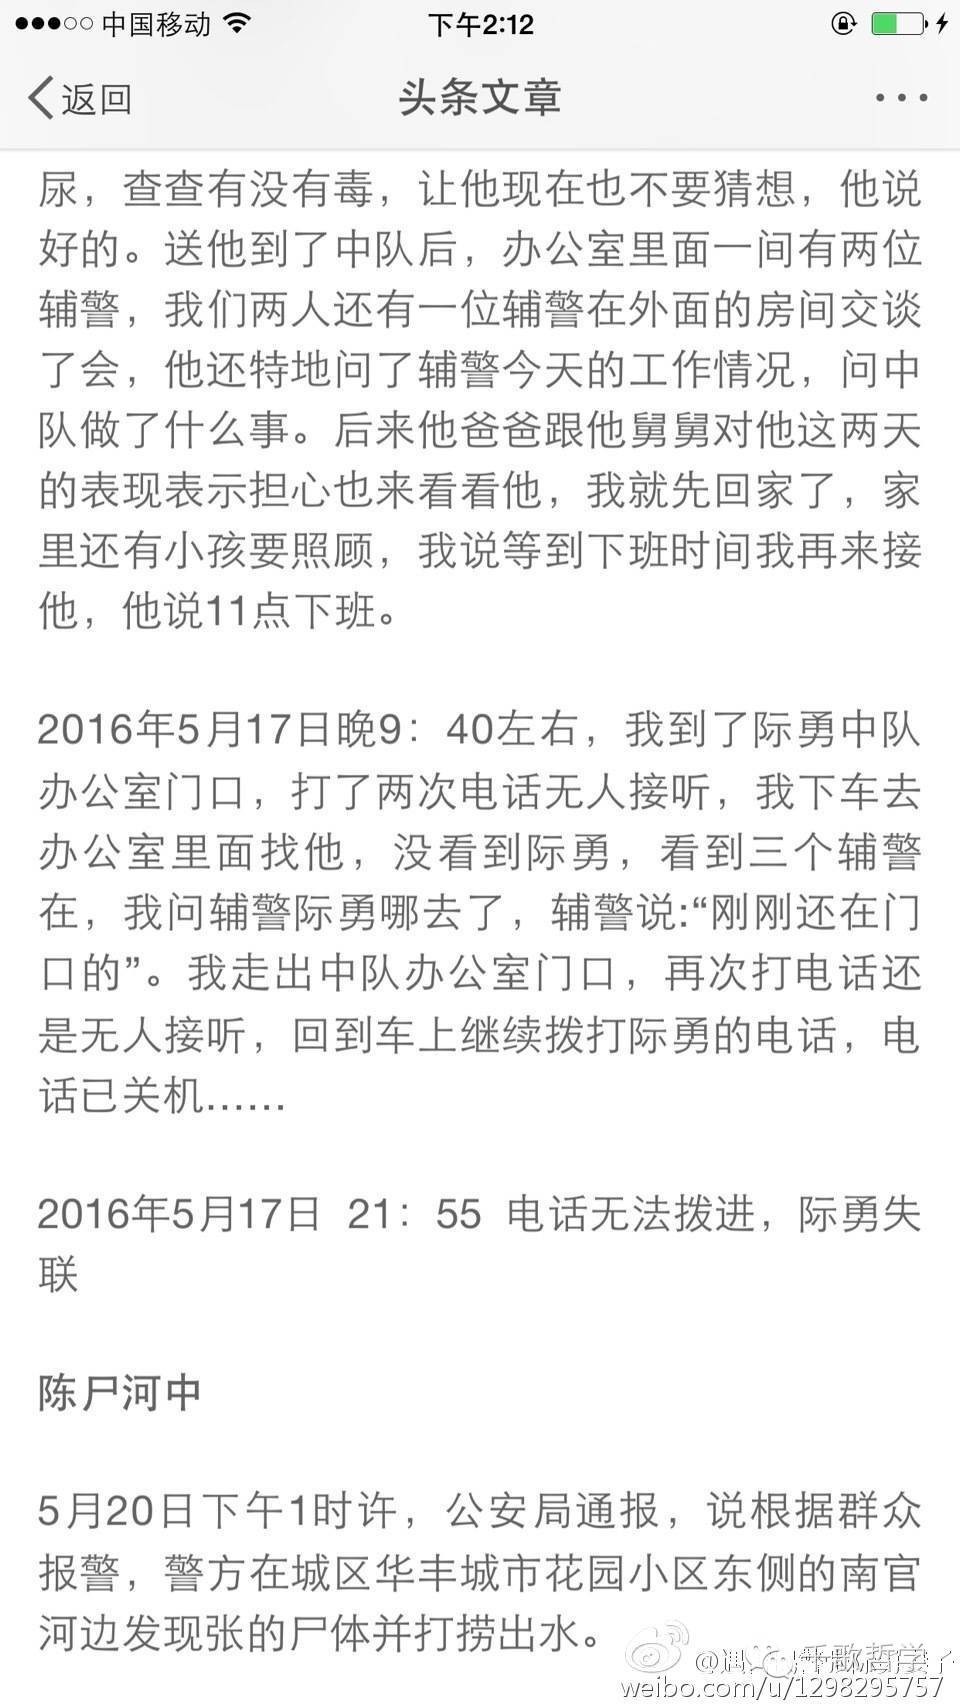 中国移动 下午2:12
返回 头条文章
尿，查查有没有毒，让他现在也不要猜想，他说
好的。送他到了中队后，办公室里面一间有两位
辅警，我们两人还有一位辅警在外面的房间交谈
了会，他还特地问了辅警今天的工作情况，问中
队做了什么事。后来他爸爸跟他舅舅对他这两天
的表现表示担心也来看看他，我就先回家了，家
里还有小孩要照顾，我说等到下班时间我再来接
他，他说11点下班。
2016年5月17日晚9：40左右，我到了际勇中队
办公室门口，打了两次电话无人接听，我下车去
办公室里面找他，没看到际勇，看到三个辅警
在，我问辅警际勇哪去了，辅警说:“刚刚还在门
口的”。我走出中队办公室门口，再次打电话还
是无人接听，回到车上继续拨打际勇的电话，电
话已关机......
2016年5月17日 21：55 电话无法拨进，际勇失
联
陈尸河中
5月20日下午1时许，公安局通报，说根据群众
报警，警方在城区华丰城市花园小区东侧的南官
河边发现张的尸体并打捞出水。
weibo.com/u/1298295757